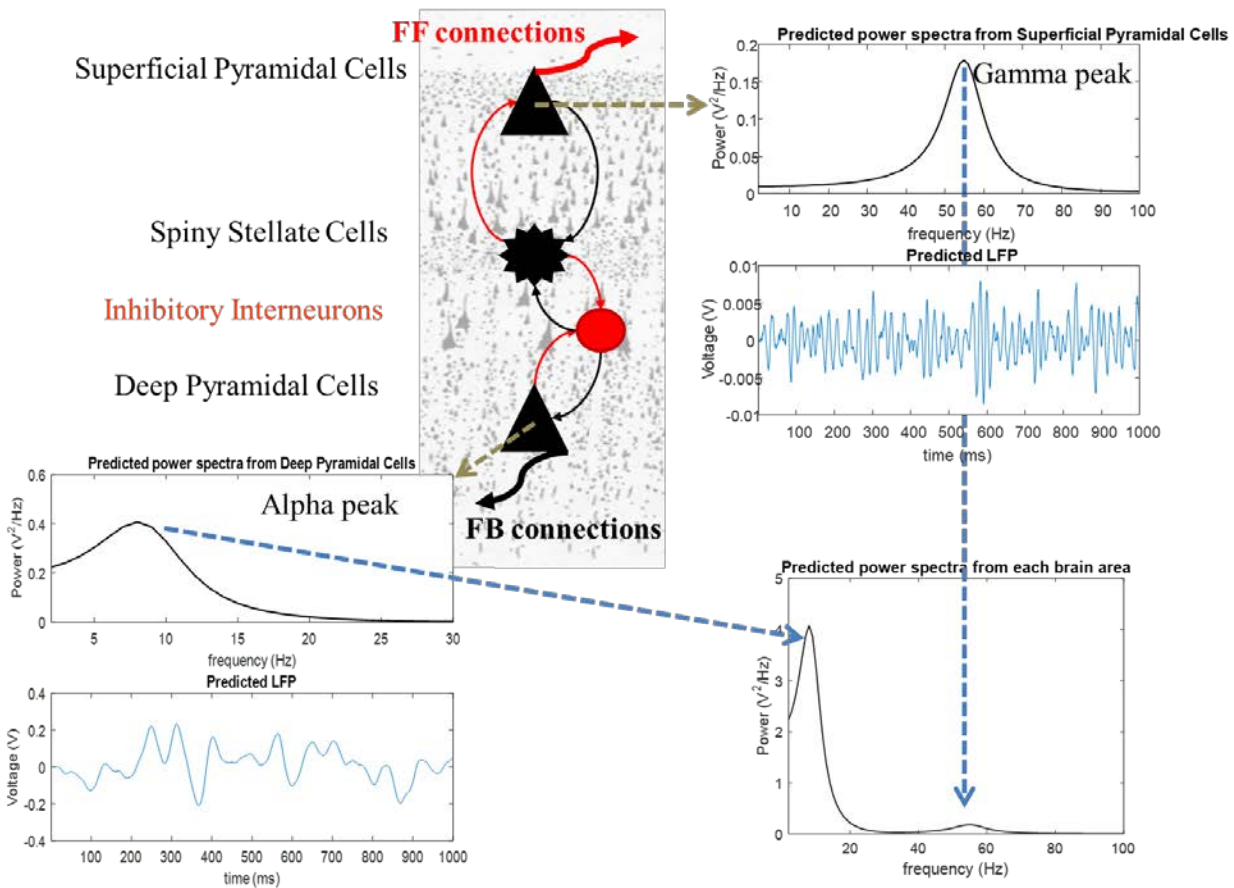 FF connections
Superficial Pyramidal Cells
Spiny Stellate Cells
Inhibitory Interneurons
Deep Pyramidal Cells
FB connections
Predicted power spectra from Superficial Pyramidal Cells
Gamma peak
Power (V²/Hz)
0.2
0.15
0.1
0.05
0
10 20 30 40 50 60 70 80 90 100
frequency (Hz)
Predicted LFP
Voltage (V)
0.01
0.005
0
-0.005
-0.01
100 200 300 400 500 600 700 800 900 1000
time (ms)
Predicted power spectra from Deep Pyramidal Cells
Alpha peak
Power (V²/Hz)
0.6
0.4
0.2
0
5 10 15 20 25 30
frequency (Hz)
Predicted LFP
Voltage (V)
0.4
0.2
0
-0.2
-0.4
100 200 300 400 500 600 700 800 900 1000
time (ms)
Predicted power spectra from each brain area
Power (V²/Hz)
5
4
3
2
1
0
20 40 60 80 100
frequency (Hz)